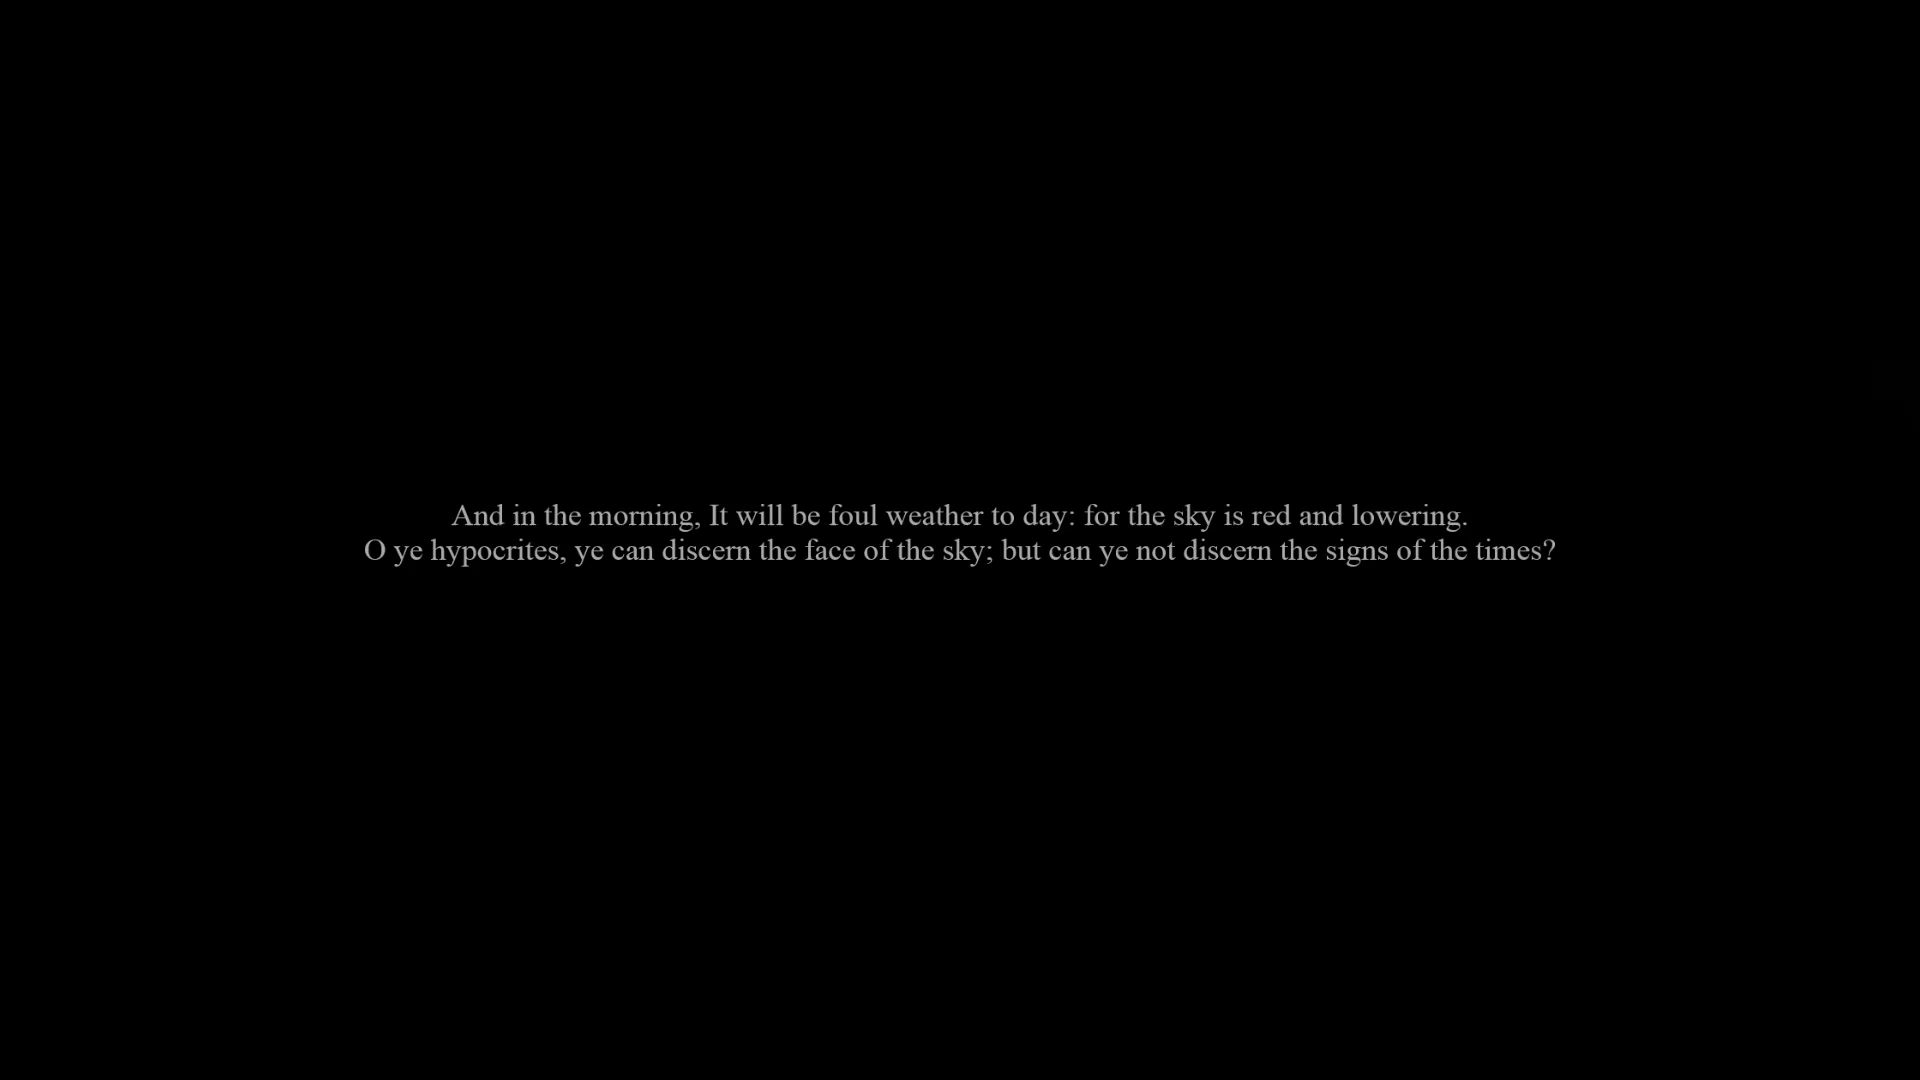 And in the morning, It will be foul weather to day: for the sky is red and lowering.
O ye hypocrites, ye can discern the face of the sky; but can ye not discern the signs of the times?